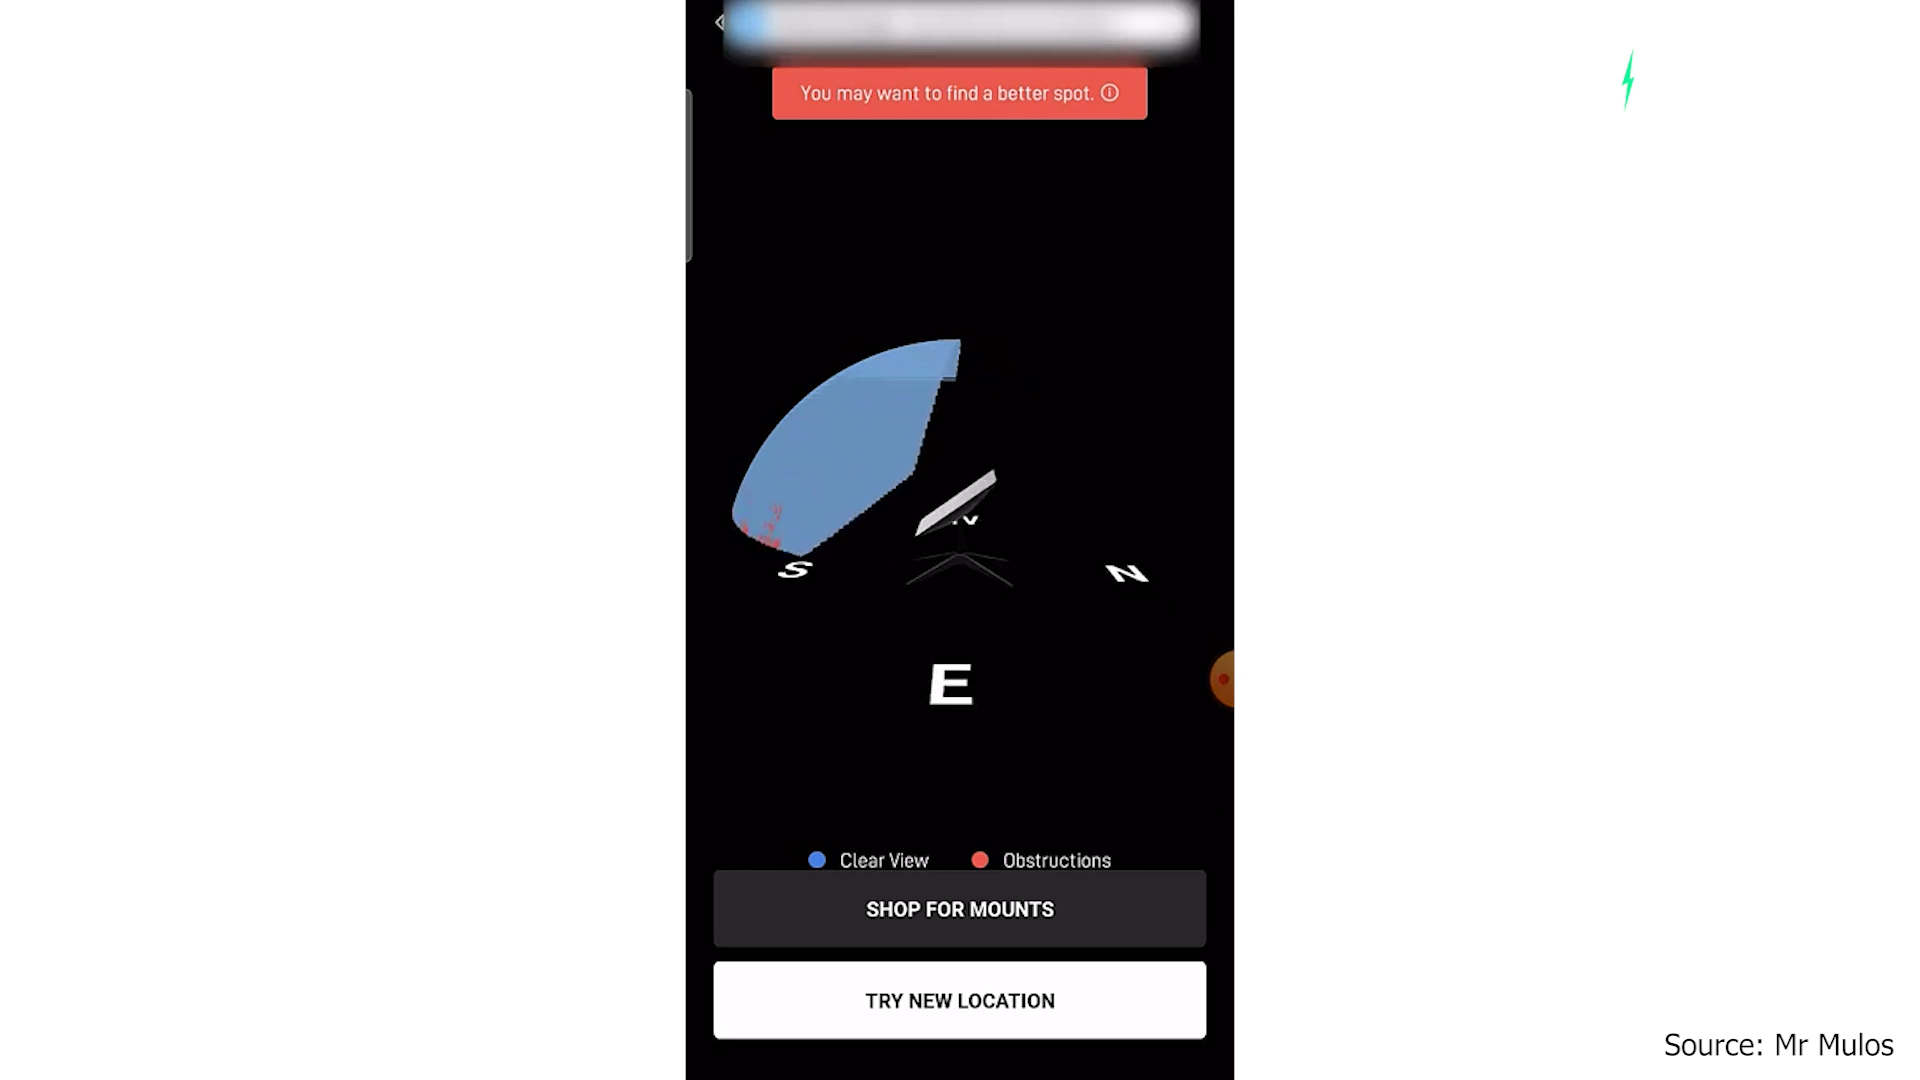 You may want to find a better spot.
S
N
E
Clear View
Obstructions
SHOP FOR MOUNTS
TRY NEW LOCATION
Source: Mr Mulos